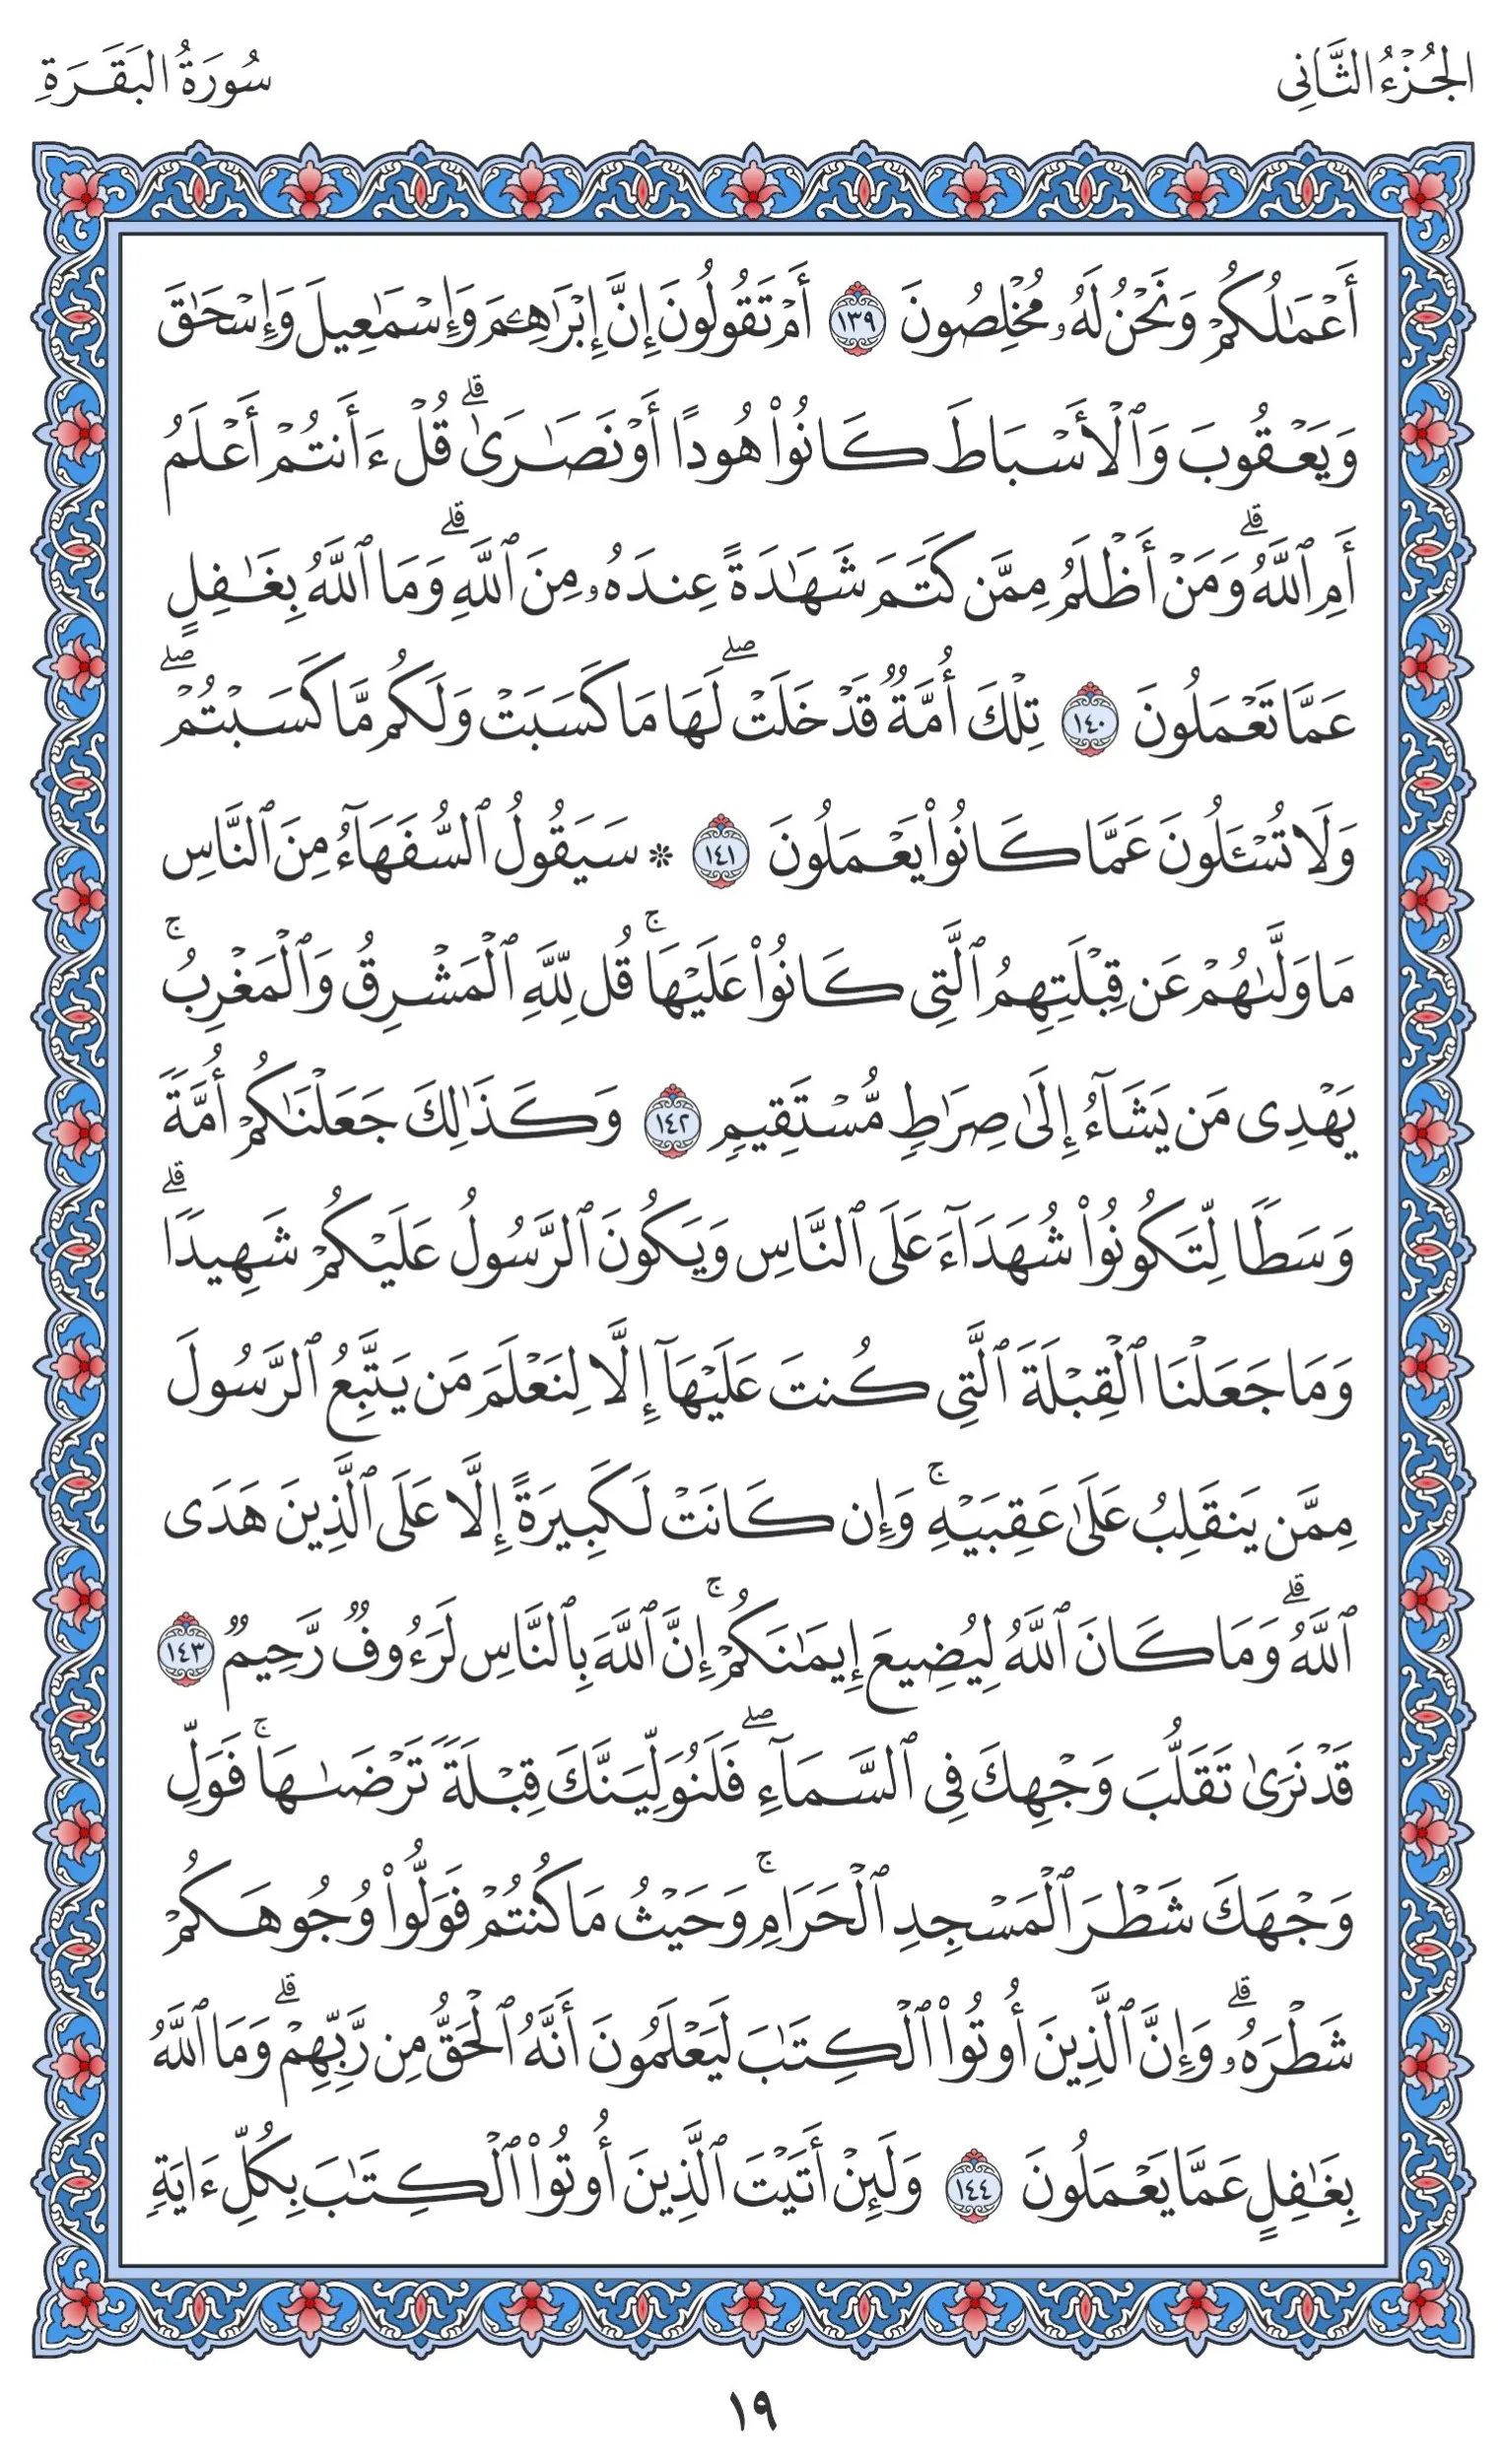 الجُزْءُ الثَّانِى
سُورَةُ البَقَرَةِ
أَعْمَـٰلُكُمْ وَنَحْنُ لَهُۥ مُخْلِصُونَ ١٣٩ أَمْ تَقُولُونَ إِنَّ إِبْرَٰهِـۧمَ وَإِسْمَـٰعِيلَ وَإِسْحَـٰقَ
وَيَعْقُوبَ وَٱلْأَسْبَاطَ كَانُوا۟ هُودًا أَوْ نَصَـٰرَىٰ ۗ قُلْ ءَأَنتُمْ أَعْلَمُ
أَمِ ٱللَّهُ ۗ وَمَنْ أَظْلَمُ مِمَّن كَتَمَ شَهَـٰدَةً عِندَهُۥ مِنَ ٱللَّهِ ۗ وَمَا ٱللَّهُ بِغَـٰفِلٍ
عَمَّا تَعْمَلُونَ ١٤٠ تِلْكَ أُمَّةٌ قَدْ خَلَتْ ۖ لَهَا مَا كَسَبَتْ وَلَكُم مَّا كَسَبْتُمْ ۖ
وَلَا تُسْـَٔلُونَ عَمَّا كَانُوا۟ يَعْمَلُونَ ١٤١ * سَيَقُولُ ٱلسُّفَهَآءُ مِنَ ٱلنَّاسِ
مَا وَلَّىٰهُمْ عَن قِبْلَتِهِمُ ٱلَّتِى كَانُوا۟ عَلَيْهَا ۚ قُل لِّلَّهِ ٱلْمَشْرِقُ وَٱلْمَغْرِبُ ۚ
يَهْدِى مَن يَشَآءُ إِلَىٰ صِرَٰطٍ مُّسْتَقِيمٍ ١٤٢ وَكَذَٰلِكَ جَعَلْنَـٰكُمْ أُمَّةً
وَسَطًا لِّتَكُونُوا۟ شُهَدَآءَ عَلَى ٱلنَّاسِ وَيَكُونَ ٱلرَّسُولُ عَلَيْكُمْ شَهِيدًا ۗ
وَمَا جَعَلْنَا ٱلْقِبْلَةَ ٱلَّتِى كُنتَ عَلَيْهَآ إِلَّا لِنَعْلَمَ مَن يَتَّبِعُ ٱلرَّسُولَ
مِمَّن يَنقَلِبُ عَلَىٰ عَقِبَيْهِ ۚ وَإِن كَانَتْ لَكَبِيرَةً إِلَّا عَلَى ٱلَّذِينَ هَدَى
ٱللَّهُ ۗ وَمَا كَانَ ٱللَّهُ لِيُضِيعَ إِيمَـٰنَكُمْ ۚ إِنَّ ٱللَّهَ بِٱلنَّاسِ لَرَءُوفٌ رَّحِيمٌ ١٤٣
قَدْ نَرَىٰ تَقَلُّبَ وَجْهِكَ فِى ٱلسَّمَآءِ ۖ فَلَنُوَلِّيَنَّكَ قِبْلَةً تَرْضَىٰهَا ۚ فَوَلِّ
وَجْهَكَ شَطْرَ ٱلْمَسْجِدِ ٱلْحَرَامِ ۚ وَحَيْثُ مَا كُنتُمْ فَوَلُّوا۟ وُجُوهَكُمْ
شَطْرَهُۥ ۗ وَإِنَّ ٱلَّذِينَ أُوتُوا۟ ٱلْكِتَـٰبَ لَيَعْلَمُونَ أَنَّهُ ٱلْحَقُّ مِن رَّبِّهِمْ ۗ وَمَا ٱللَّهُ
بِغَـٰفِلٍ عَمَّا يَعْمَلُونَ ١٤٤ وَلَئِنْ أَتَيْتَ ٱلَّذِينَ أُوتُوا۟ ٱلْكِتَـٰبَ بِكُلِّ ءَايَةٍ
١٩